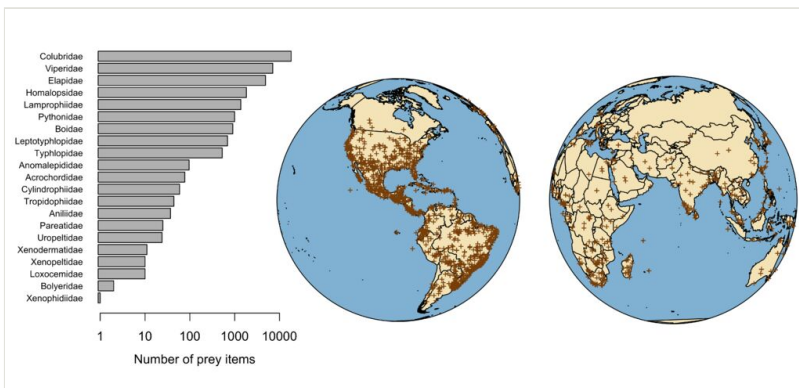 Colubridae
Viperidae
Elapidae
Homalopsidae
Lamprophiidae
Pythonidae
Boidae
Leptotyphlopidae
Typhlopidae
Anomalepididae
Acrochordidae
Cylindrophiidae
Tropidophiidae
Aniliidae
Pareatidae
Uropeltidae
Xenodermatidae
Xenopeltidae
Loxocemidae
Bolyeridae
Xenophidiidae
1 10 100 1000 10000
Number of prey items